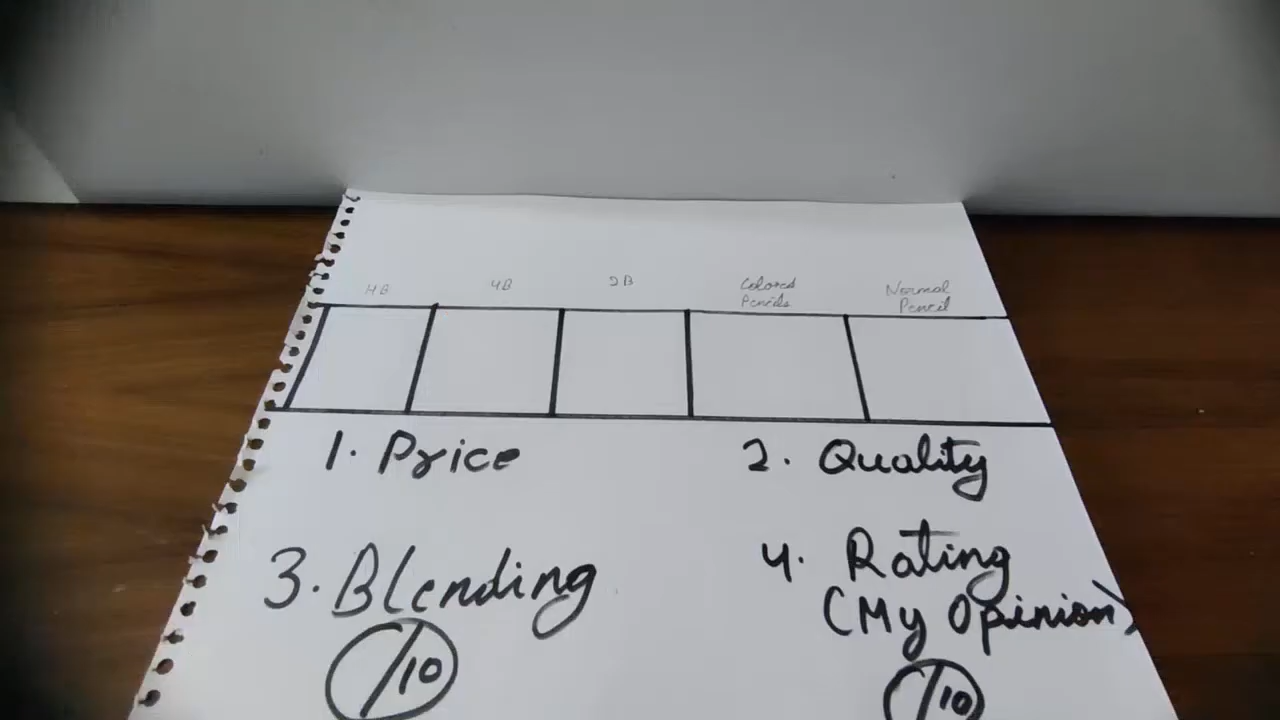 HB 4B 2B Colored Normal
Pencils Pencil
1. Price 2. Quality
3. Blending 4. Rating
(My Opinion)
/10 /10